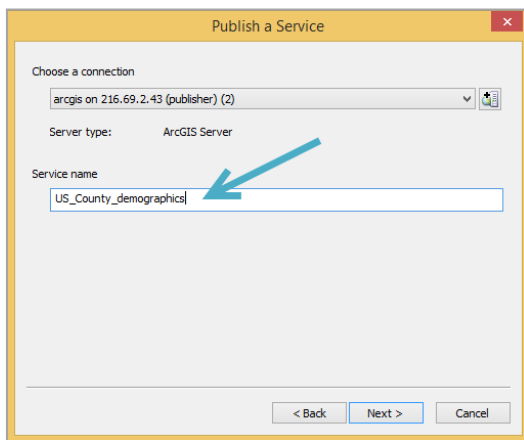 Publish a Service
Choose a connection
arcgis on 216.69.2.43 (publisher) (2)
Server type: ArcGIS Server
Service name
US_County_demographics
< Back Next > Cancel